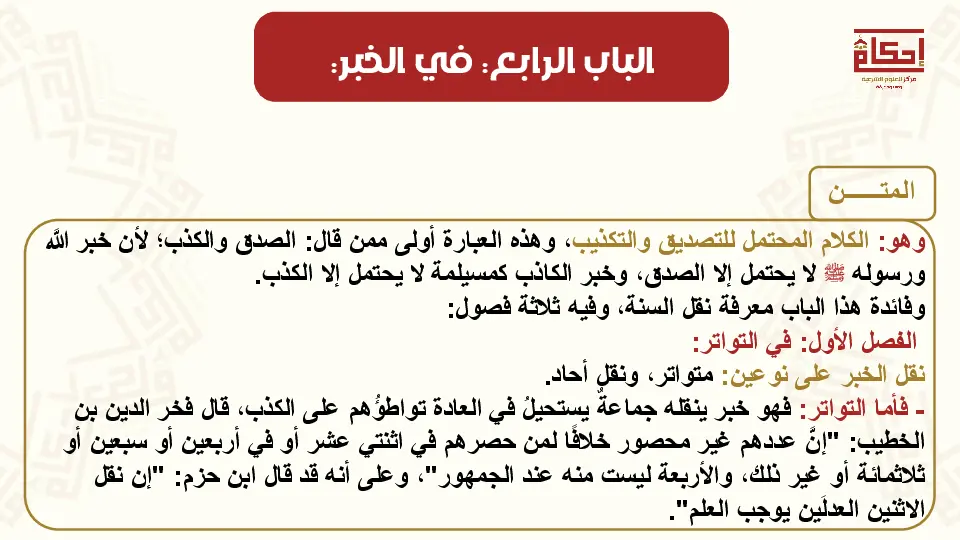 الباب الرابع: في الخبر:
إحكام
مركز للعلوم الشرعية
المتـــــن
وهو: الكلام المحتمل للتصديق والتكذيب، وهذه العبارة أولى ممن قال: الصدق والكذب؛ لأن خبر الله
ورسوله ﷺ لا يحتمل إلا الصدق، وخبر الكاذب كمسيلمة لا يحتمل إلا الكذب.
وفائدة هذا الباب معرفة نقل السنة، وفيه ثلاثة فصول:
الفصل الأول: في التواتر:
نقل الخبر على نوعين: متواتر، ونقل أحاد.
- فأما التواتر: فهو خبر ينقله جماعةٌ يستحيلُ في العادة تواطؤُهم على الكذب، قال فخر الدين بن
الخطيب: "إنَّ عددهم غير محصور خلافًا لمن حصرهم في اثنتي عشر أو في أربعين أو سبعين أو
ثلاثمائة أو غير ذلك، والأربعة ليست منه عند الجمهور"، وعلى أنه قد قال ابن حزم: "إن نقل
الاثنين العدلَين يوجب العلم".